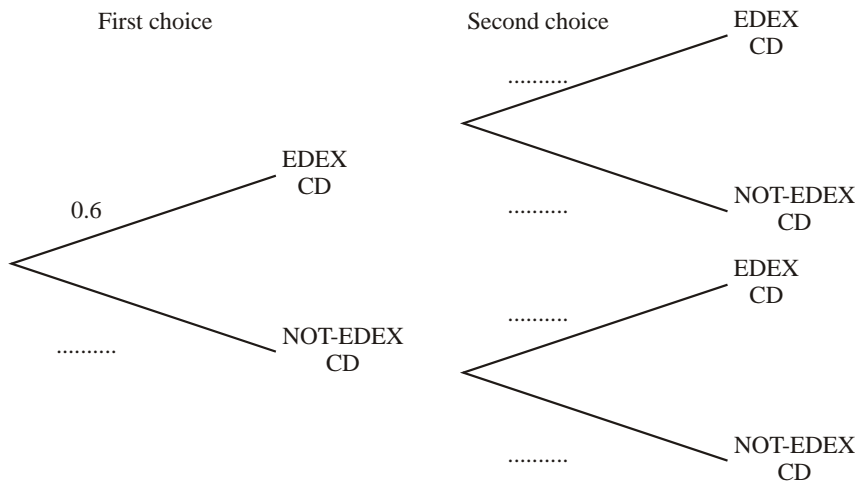 First choice
Second choice
EDEX
CD
..........
EDEX
CD
0.6
NOT-EDEX
CD
..........
EDEX
CD
..........
NOT-EDEX
CD
..........
NOT-EDEX
CD
..........